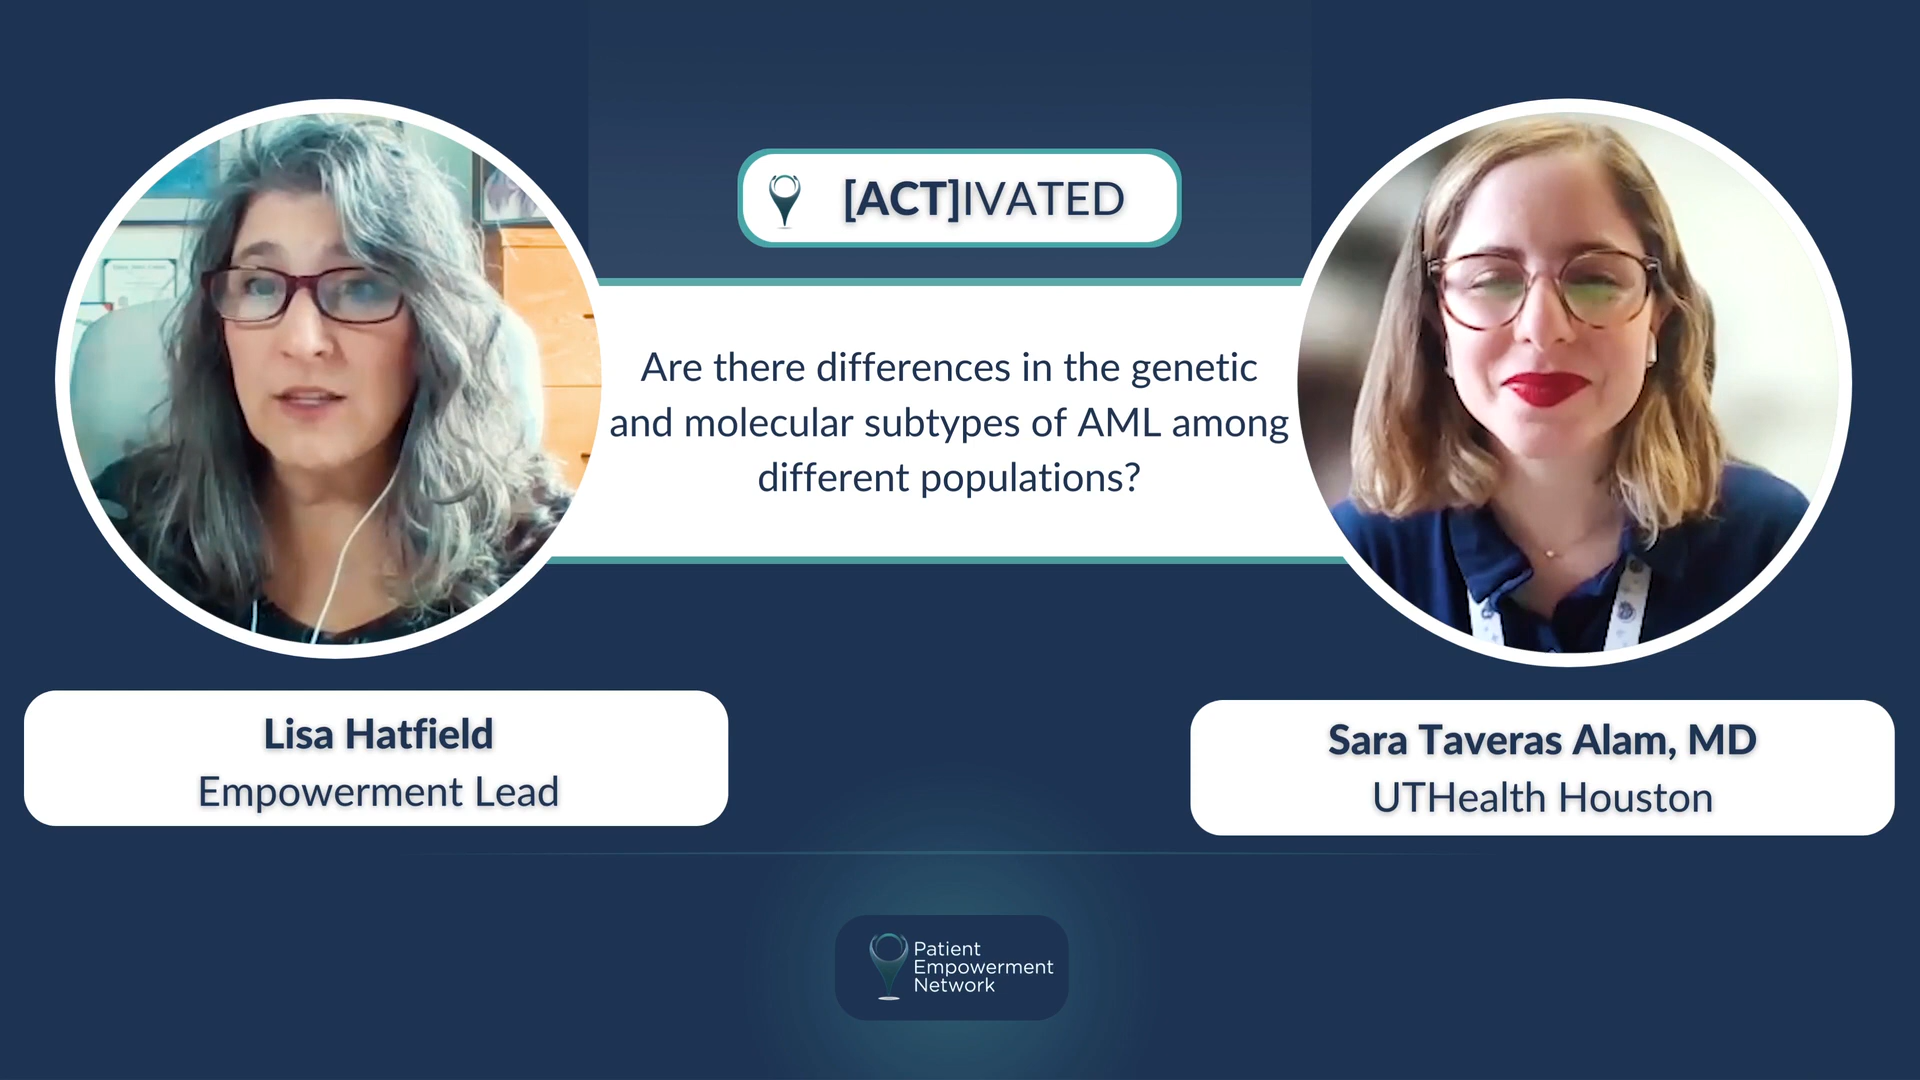 [ACT]IVATED
Are there differences in the genetic
and molecular subtypes of AML among
different populations?
Lisa Hatfield
Empowerment Lead
Sara Taveras Alam, MD
UTHealth Houston
Patient
Empowerment
Network